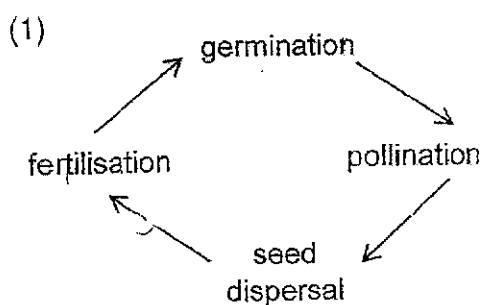 (1)
germination
fertilisation
pollination
seed
dispersal